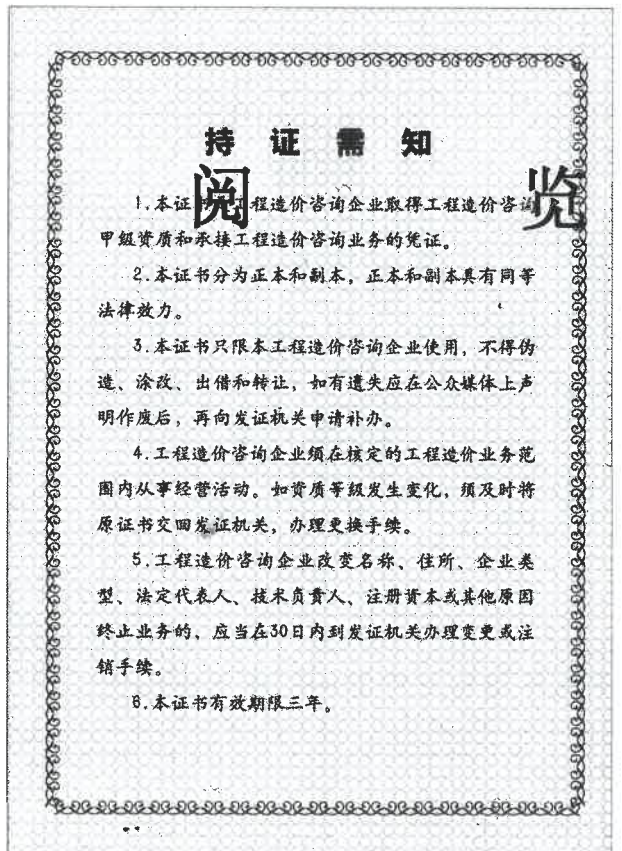 持证需知
阅 览
1.本证 工程造价咨询企业取得工程造价咨询
甲级资质和承接工程造价咨询业务的凭证。
2.本证书分为正本和副本，正本和副本具有同等
法律效力。
3.本证书只限本工程造价咨询企业使用，不得伪
造、涂改、出借和转让，如有遗失应在公众媒体上声
明作废后，再向发证机关申请补办。
4.工程造价咨询企业须在核定的工程造价业务范
围内从事经营活动。如资质等级发生变化，须及时将
原证书交回发证机关，办理更换手续。
5.工程造价咨询企业改变名称、住所、企业类
型、法定代表人、技术负责人、注册资本或其他原因
终止业务的，应当在30日内到发证机关办理变更或注
销手续。
6.本证书有效期限三年。